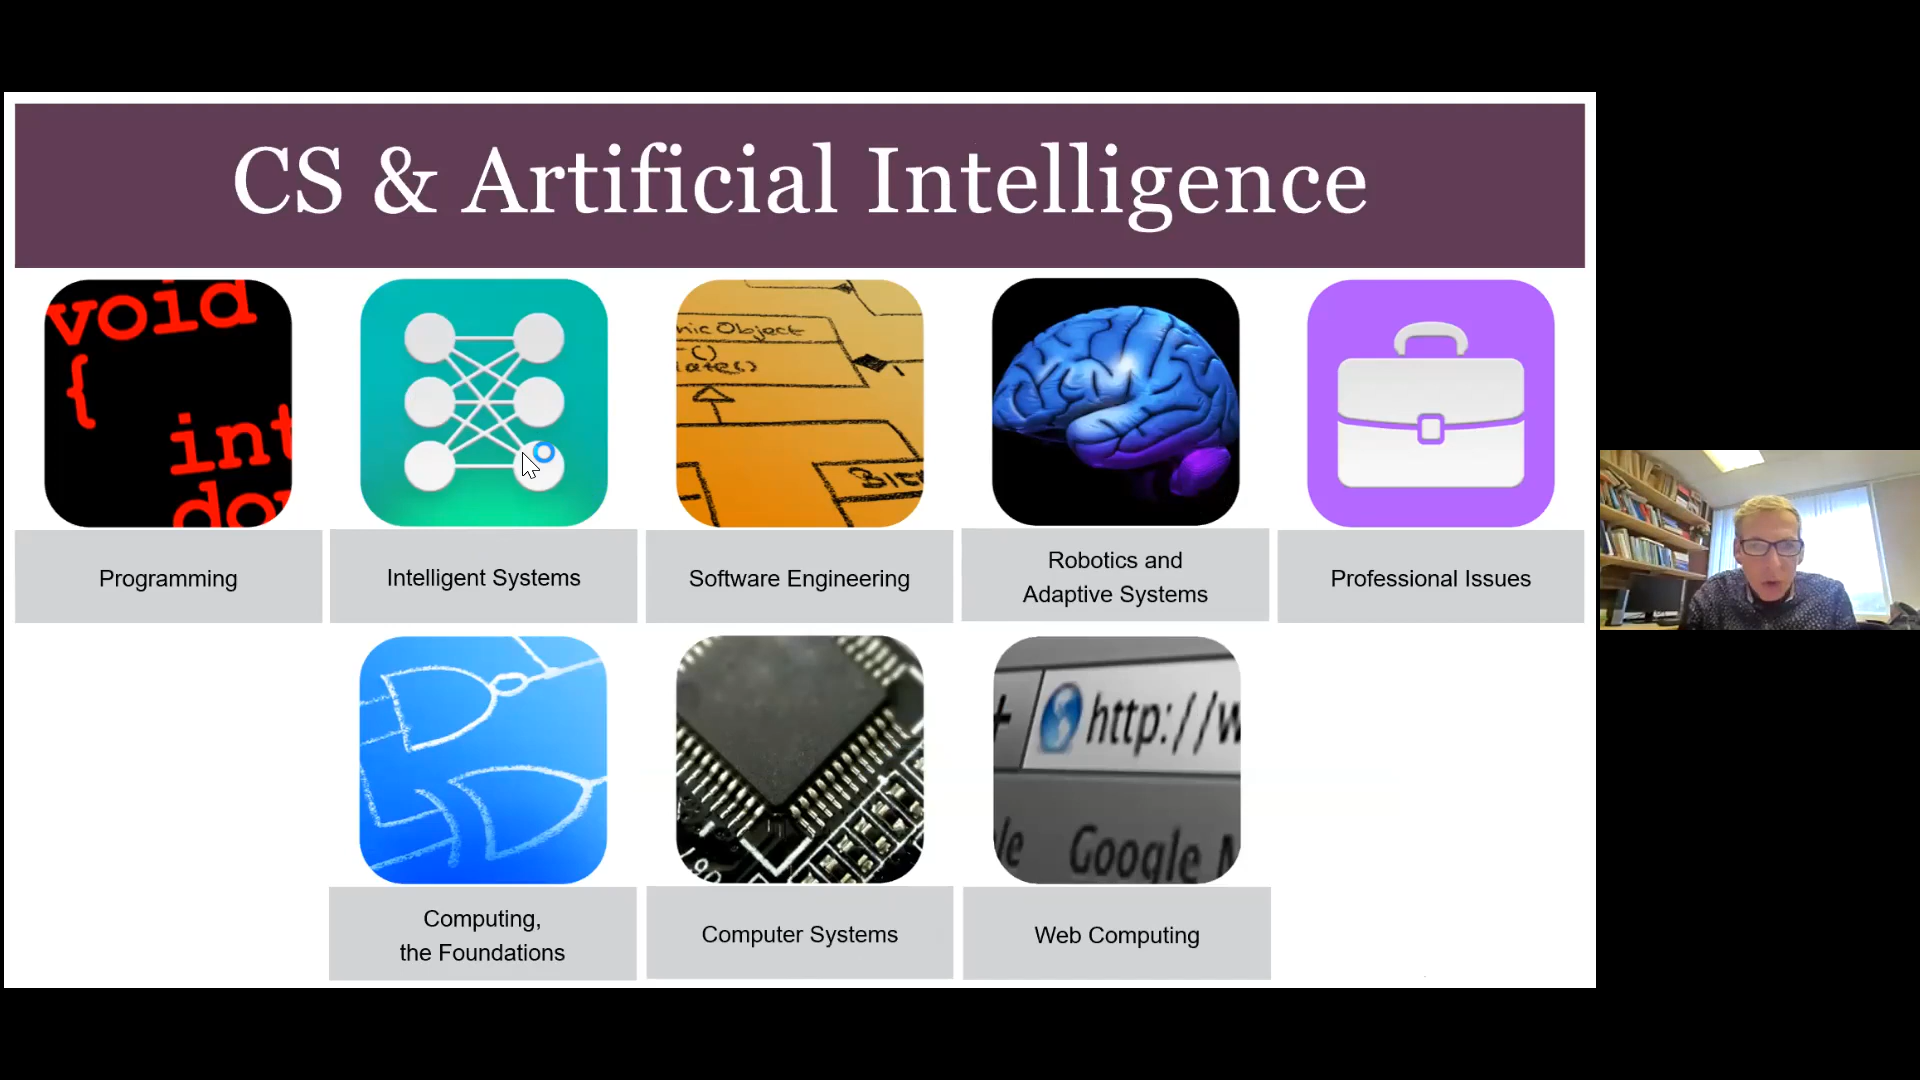 CS & Artificial Intelligence
void
{
int
Object
Programming
Intelligent Systems
Software Engineering
Robotics and
Adaptive Systems
Professional Issues
http://w
Google
Computing,
the Foundations
Computer Systems
Web Computing